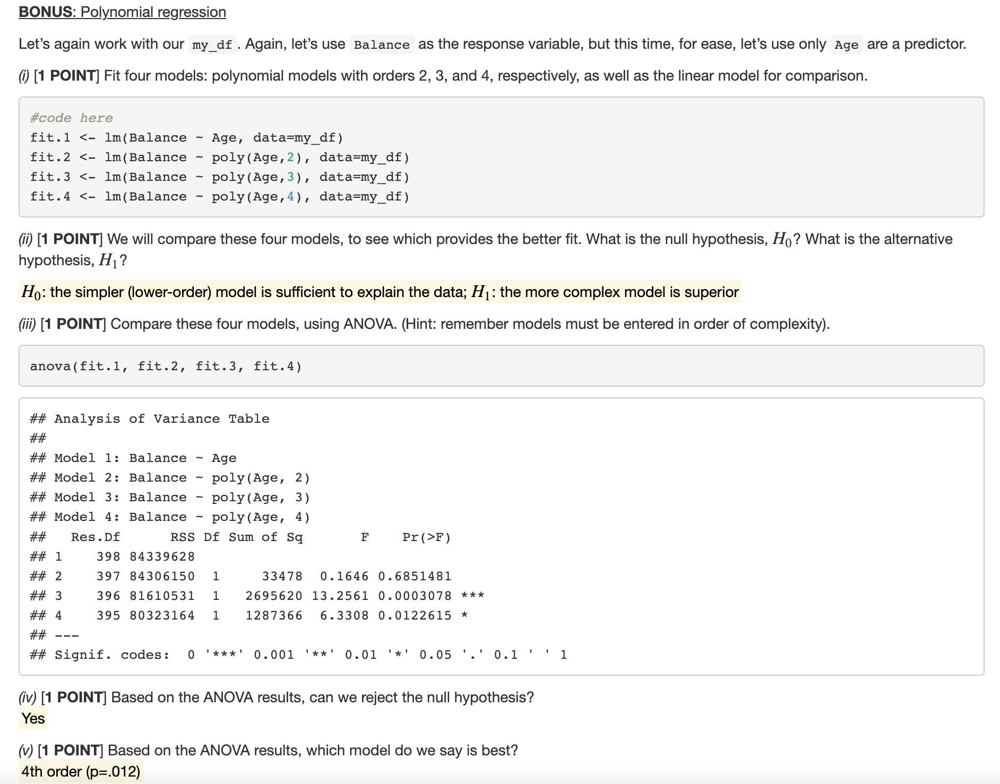 BONUS: Polynomial regression
Let's again work with our my_df. Again, let's use Balance as the response variable, but this time, for ease, let's use only Age are a predictor.
(i) [1 POINT] Fit four models: polynomial models with orders 2, 3, and 4, respectively, as well as the linear model for comparison.
#code here
fit.1 <- lm(Balance ~ Age, data=my_df)
fit.2 <- lm(Balance ~ poly(Age,2), data=my_df)
fit.3 <- lm(Balance ~ poly(Age,3), data=my_df)
fit.4 <- lm(Balance ~ poly(Age,4), data=my_df)
(ii) [1 POINT] We will compare these four models, to see which provides the better fit. What is the null hypothesis, H₀? What is the alternative
hypothesis, H₁?
H₀: the simpler (lower-order) model is sufficient to explain the data; H₁: the more complex model is superior
(iii) [1 POINT] Compare these four models, using ANOVA. (Hint: remember models must be entered in order of complexity).
anova(fit.1, fit.2, fit.3, fit.4)
## Analysis of Variance Table
##
## Model 1: Balance ~ Age
## Model 2: Balance ~ poly(Age, 2)
## Model 3: Balance ~ poly(Age, 3)
## Model 4: Balance ~ poly(Age, 4)
##   Res.Df      RSS Df Sum of Sq       F    Pr(>F)
## 1    398 84339628
## 2    397 84306150  1     33478  0.1646 0.6851481
## 3    396 81610531  1   2695620 13.2561 0.0003078 ***
## 4    395 80323164  1   1287366  6.3308 0.0122615 *
## ---
## Signif. codes:  0 '***' 0.001 '**' 0.01 '*' 0.05 '.' 0.1 ' ' 1
(iv) [1 POINT] Based on the ANOVA results, can we reject the null hypothesis?
Yes
(v) [1 POINT] Based on the ANOVA results, which model do we say is best?
4th order (p=.012)